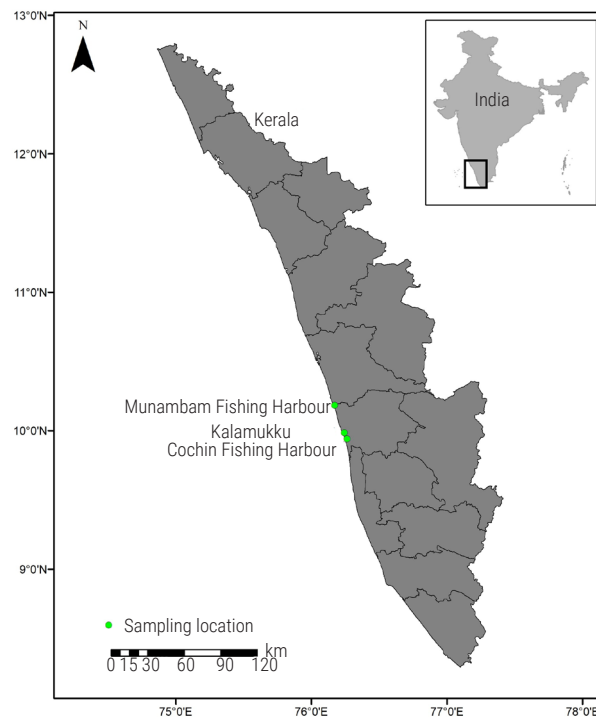 13°0'N
N
India
Kerala
12°0'N
11°0'N
Munambam Fishing Harbour
10°0'N
Kalamukku
Cochin Fishing Harbour
9°0'N
Sampling location
km
0 15 30 60 90 120
75°0'E 76°0'E 77°0'E 78°0'E